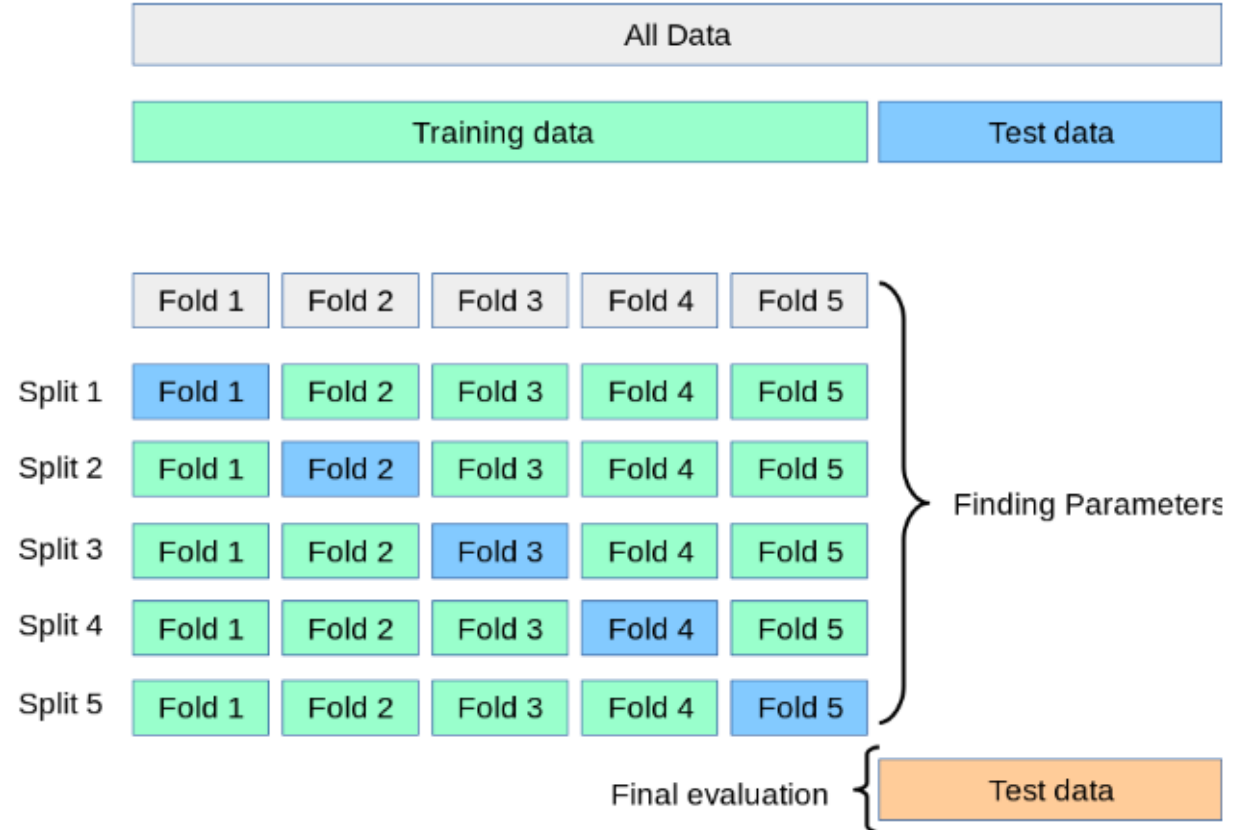 All Data
Training data Test data
Fold 1 Fold 2 Fold 3 Fold 4 Fold 5
Split 1 Fold 1 Fold 2 Fold 3 Fold 4 Fold 5
Split 2 Fold 1 Fold 2 Fold 3 Fold 4 Fold 5
Finding Parameters
Split 3 Fold 1 Fold 2 Fold 3 Fold 4 Fold 5
Split 4 Fold 1 Fold 2 Fold 3 Fold 4 Fold 5
Split 5 Fold 1 Fold 2 Fold 3 Fold 4 Fold 5
Final evaluation Test data